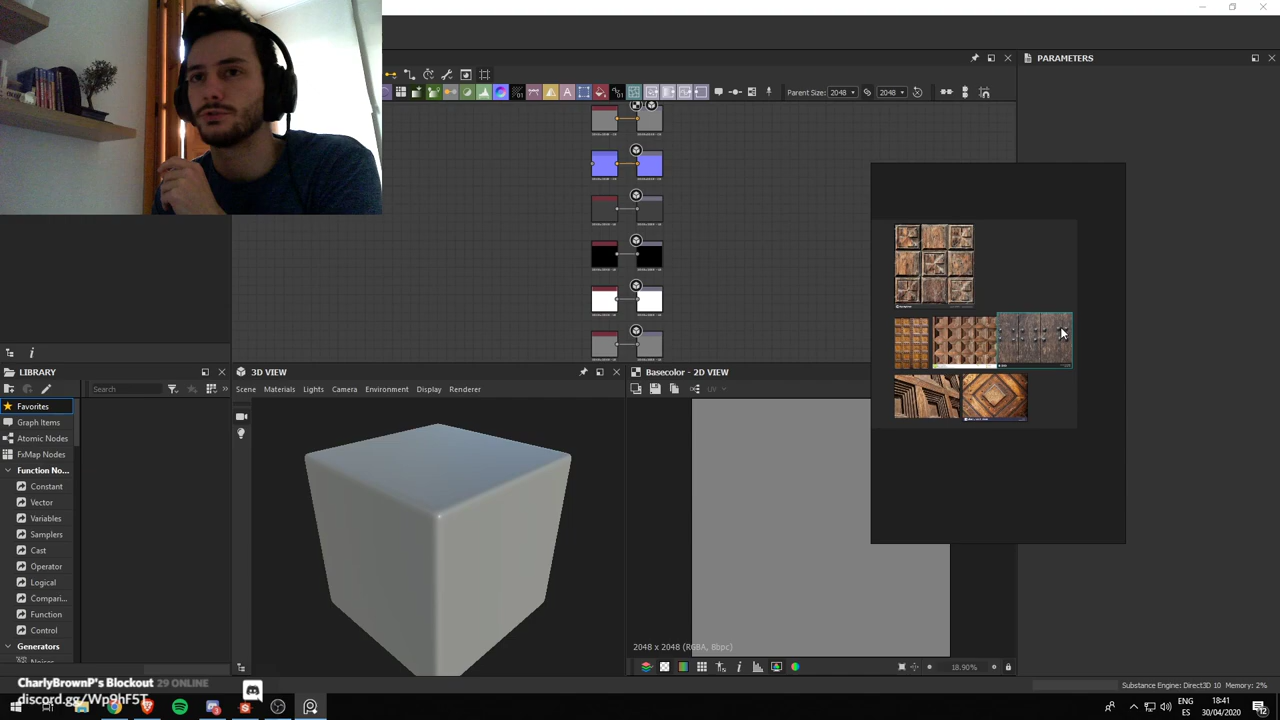 PARAMETERS
Parent Size: 2048
2048
LIBRARY
Search
Favorites
Graph Items
Atomic Nodes
FxMap Nodes
Function No...
Constant
Vector
Variables
Samplers
Cast
Operator
Logical
Compari...
Function
Control
Generators
3D VIEW
Scene
Materials
Lights
Camera
Environment
Display
Renderer
Basecolor - 2D VIEW
UV
2048 x 2048 (RGBA, 8bpc)
18.90%
Substance Engine: Direct3D 10 Memory: 2%
CharlyBrownP's Blockout 29 ONLINE
discord.gg/Wp9hF5T
ENG
ES
18:41
30/04/2020
12